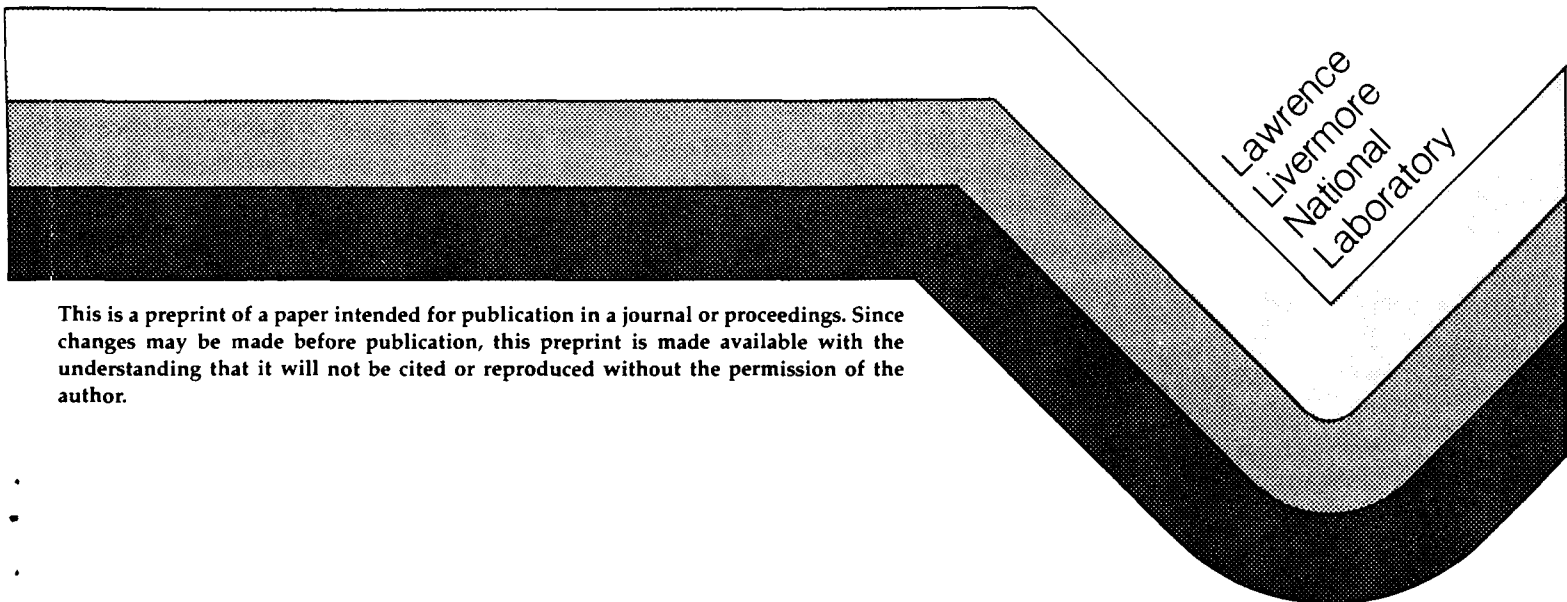 Lawrence
Livermore
National
Laboratory
This is a preprint of a paper intended for publication in a journal or proceedings. Since
changes may be made before publication, this preprint is made available with the
understanding that it will not be cited or reproduced without the permission of the
author.